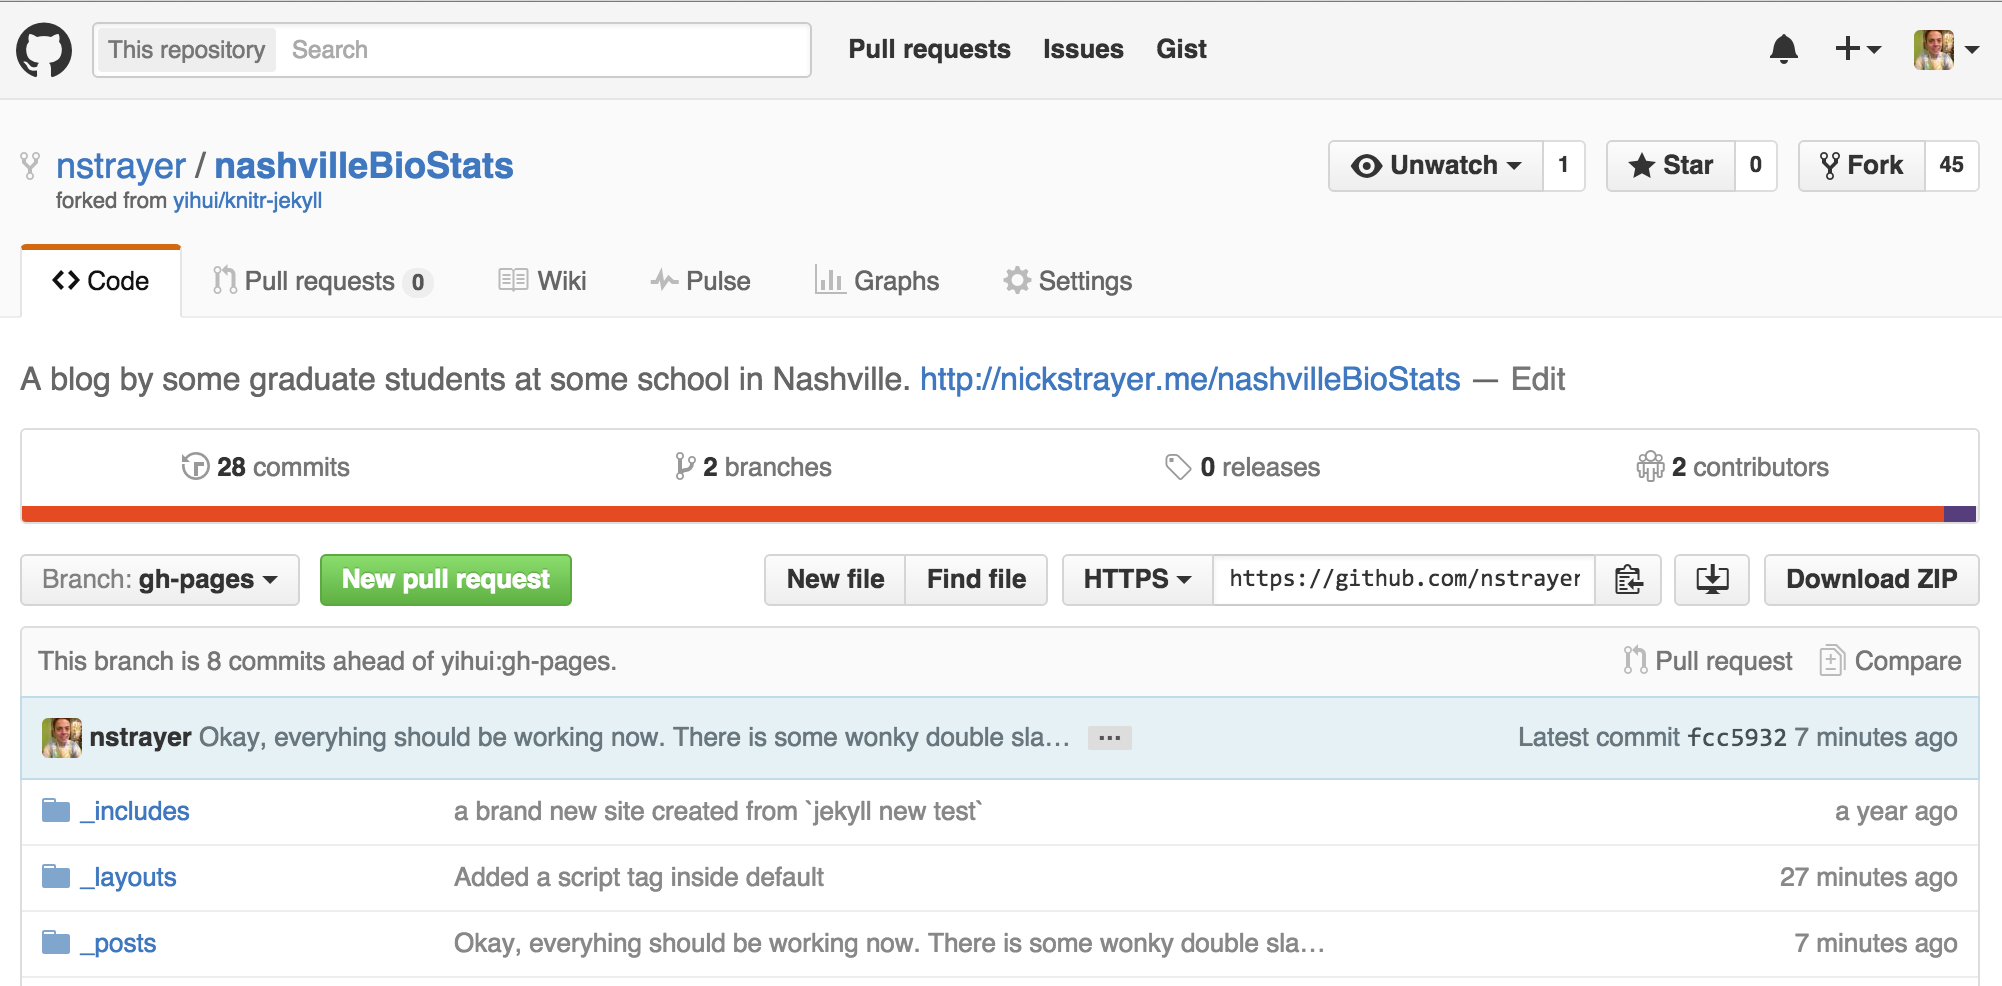 This repository Search Pull requests Issues Gist
nstrayer / nashvilleBioStats Unwatch 1 Star 0 Fork 45
forked from yihui/knitr-jekyll
Code Pull requests 0 Wiki Pulse Graphs Settings
A blog by some graduate students at some school in Nashville. http://nickstrayer.me/nashvilleBioStats — Edit
28 commits 2 branches 0 releases 2 contributors
Branch: gh-pages New pull request New file Find file HTTPS https://github.com/nstrayer Download ZIP
This branch is 8 commits ahead of yihui:gh-pages. Pull request Compare
nstrayer Okay, everyhing should be working now. There is some wonky double sla… ... Latest commit fcc5932 7 minutes ago
_includes a brand new site created from `jekyll new test` a year ago
_layouts Added a script tag inside default 27 minutes ago
_posts Okay, everyhing should be working now. There is some wonky double sla… 7 minutes ago